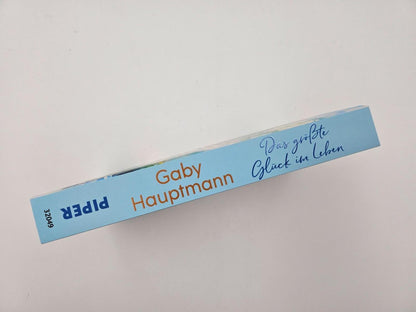 Gaby
Hauptmann
Das größte
Glück im Leben
PIPER
32049